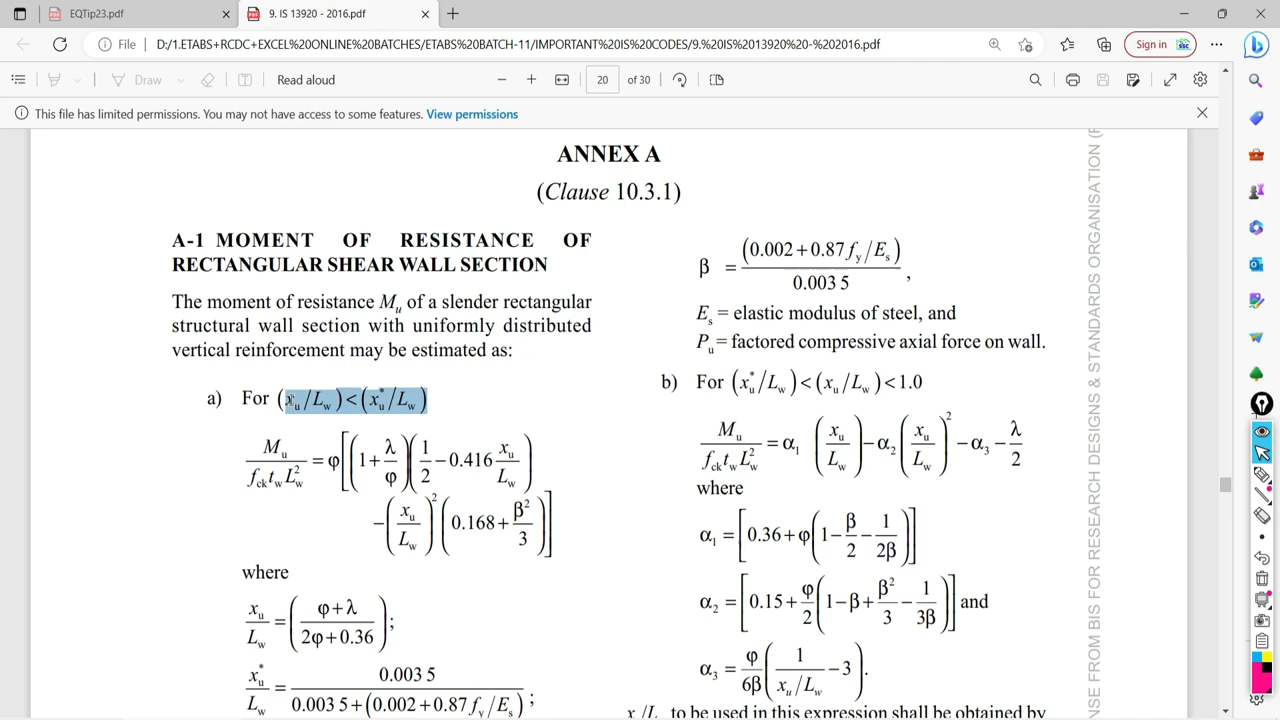 EQTip23.pdf
9. IS 13920 - 2016.pdf
File
D:/1.ETABS+RCDC+EXCEL%20ONLINE%20BATCHES/ETABS%20BATCH-11/IMPORTANT%20IS%20CODES/9.%20IS%2013920%20-%202016.pdf
Sign in
Draw
Read aloud
20
of 30
This file has limited permissions. You may not have access to some features. View permissions
ANNEX A
(Clause 10.3.1)
A-1 MOMENT OF RESISTANCE OF
RECTANGULAR SHEAR WALL SECTION
The moment of resistance Mu of a slender rectangular
structural wall section with uniformly distributed
vertical reinforcement may be estimated as:
a) For (xu/Lw)<(xu*/Lw)
Mu/(fck tw Lw²) = φ[(1+λ/φ)(1/2−0.416 xu/Lw)
−(xu/Lw)²(0.168+β²/3)]
where
xu/Lw = ((φ+λ)/(2φ+0.36));
xu*/Lw = 0.003 5/(0.003 5+(0.002+0.87 fy/Es));
β = (0.002+0.87 fy/Es)/0.003 5,
Es = elastic modulus of steel, and
Pu = factored compressive axial force on wall.
b) For (xu*/Lw)<(xu/Lw)<1.0
Mu/(fck tw Lw²) = α1 (xu/Lw)−α2(xu/Lw)²−α3−λ/2
where
α1 = [0.36+φ(1−β/2−1/2β)]
α2 = [0.15+φ/2(1−β+β²/3−1/3β)] and
α3 = φ/6β(1/(xu/Lw)−3).
xu/Lw to be used in this expression shall be obtained by
NSE FROM BIS FOR RESEARCH DESIGNS & STANDARDS ORGANISATION